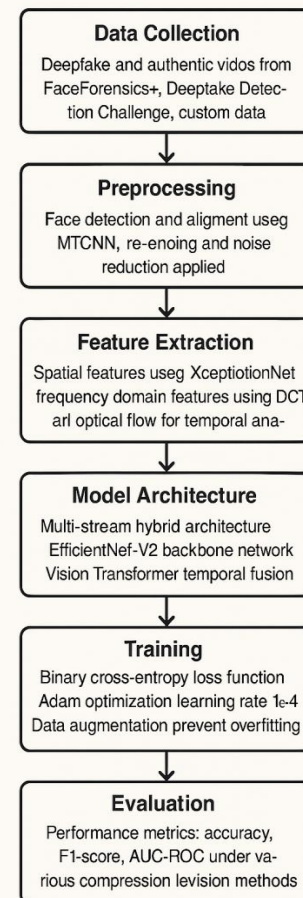 Data Collection
Deepfake and authentic vidos from
FaceForensics+, Deeptake Detec-
tion Challenge, custom data
Preprocessing
Face detection and aligment useg
MTCNN, re-enoing and noise
reduction applied
Feature Extraction
Spatial features useg XceptiotionNet
frequency domain features using DCT
arl optical flow for temporal ana-
Model Architecture
Multi-stream hybrid architecture
EfficientNef-V2 backbone network
Vision Transformer temporal fusion
Training
Binary cross-entropy loss function
Adam optimization learning rate 1e-4
Data augmentation prevent overfitting
Evaluation
Performance metrics: accuracy,
F1-score, AUC-ROC under va-
rious compression levision methods